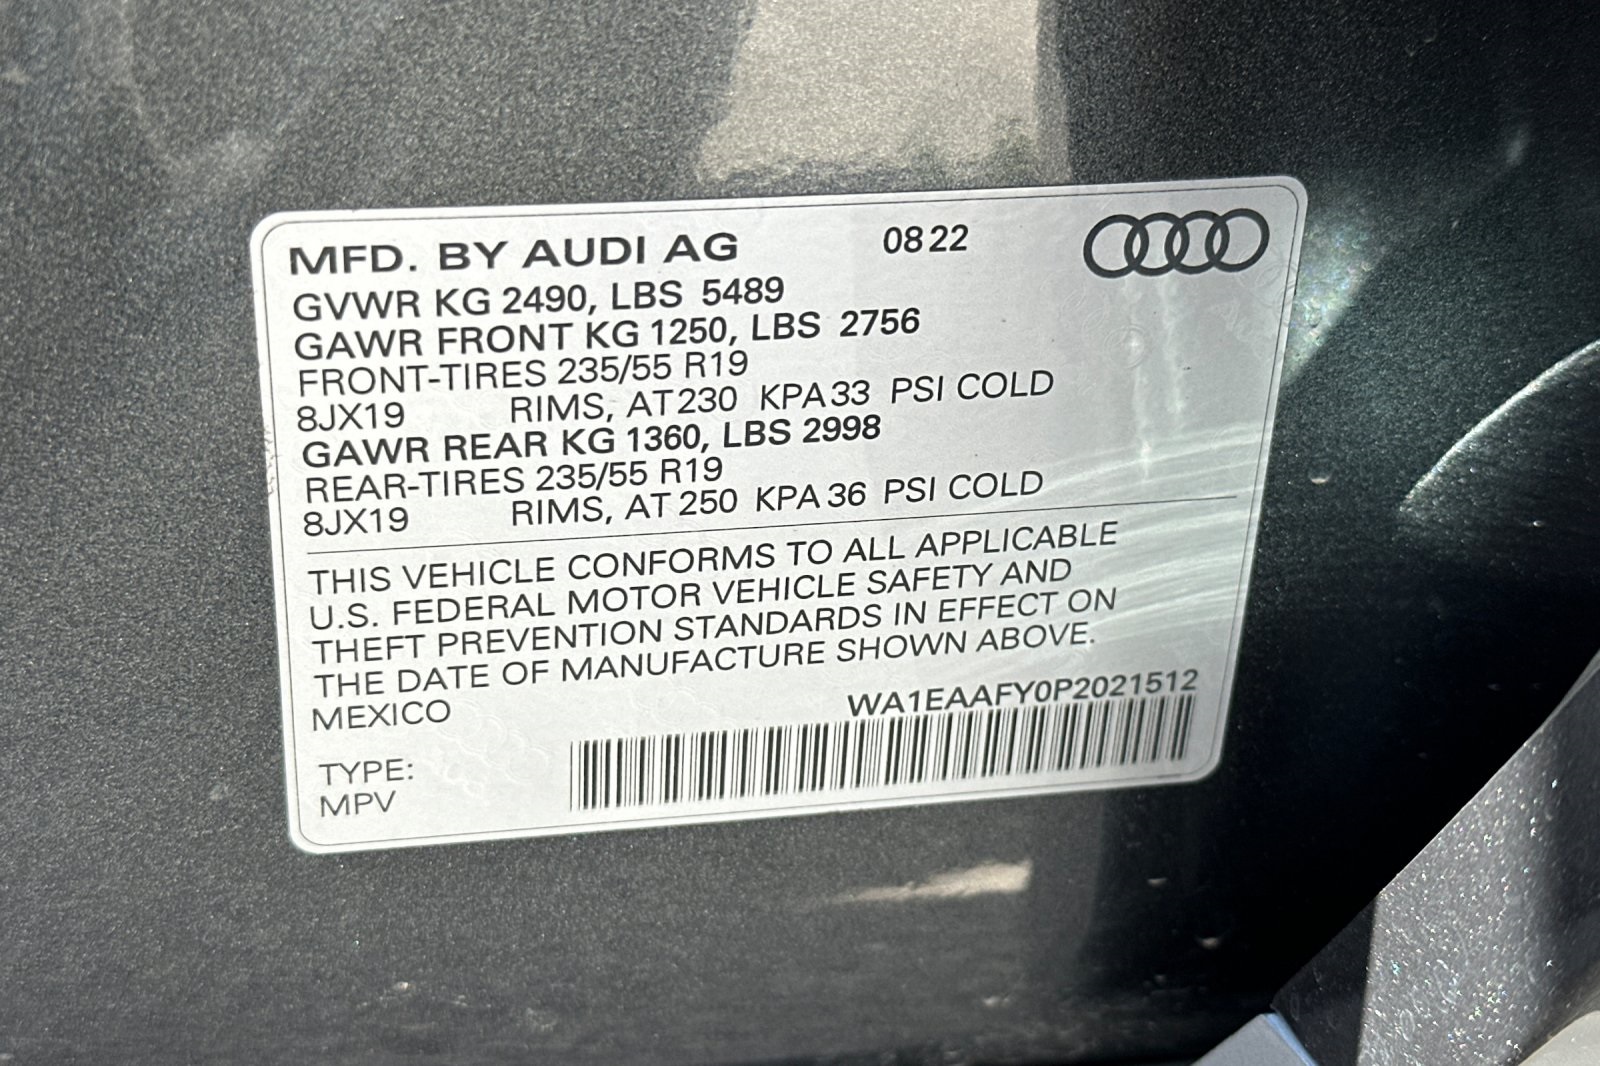 MFD. BY AUDI AG 0822
GVWR KG 2490, LBS 5489
GAWR FRONT KG 1250, LBS 2756
FRONT-TIRES 235/55 R19
8JX19 RIMS, AT 230 KPA 33 PSI COLD
GAWR REAR KG 1360, LBS 2998
REAR-TIRES 235/55 R19
8JX19 RIMS, AT 250 KPA 36 PSI COLD
THIS VEHICLE CONFORMS TO ALL APPLICABLE
U.S. FEDERAL MOTOR VEHICLE SAFETY AND
THEFT PREVENTION STANDARDS IN EFFECT ON
THE DATE OF MANUFACTURE SHOWN ABOVE.
MEXICO WA1EAAFY0P2021512
TYPE:
MPV